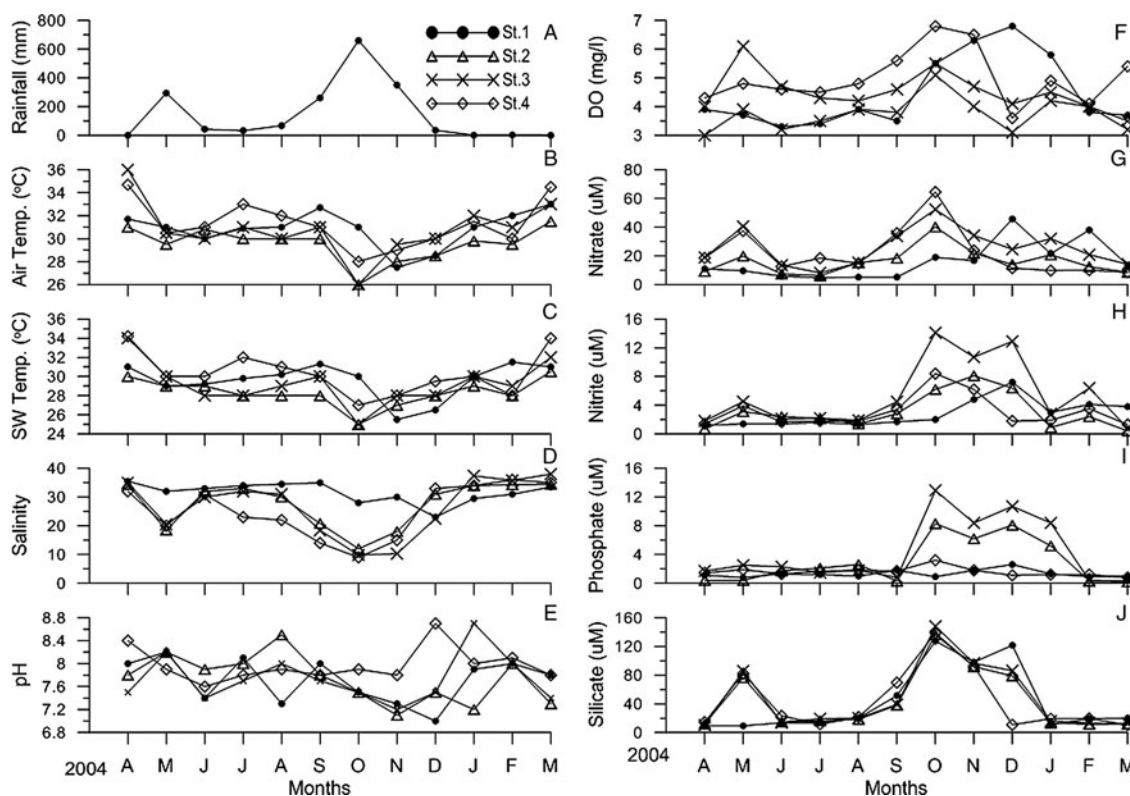 800
600
400
200
0
Rainfall (mm)
A
St.1
St.2
St.3
St.4
36
34
32
30
28
26
Air Temp. (ºC)
B
36
34
32
30
28
26
24
SW Temp. (ºC)
C
40
30
20
10
0
Salinity
D
8.8
8.4
8
7.6
7.2
6.8
pH
E
2004
A M J J A S O N D J F M
Months
7
6
5
4
3
DO (mg/l)
F
80
60
40
20
0
Nitrate (uM)
G
16
12
8
4
0
Nitrite (uM)
H
16
12
8
4
0
Phosphate (uM)
I
160
120
80
40
0
Silicate (uM)
J
2004
A M J J A S O N D J F M
Months